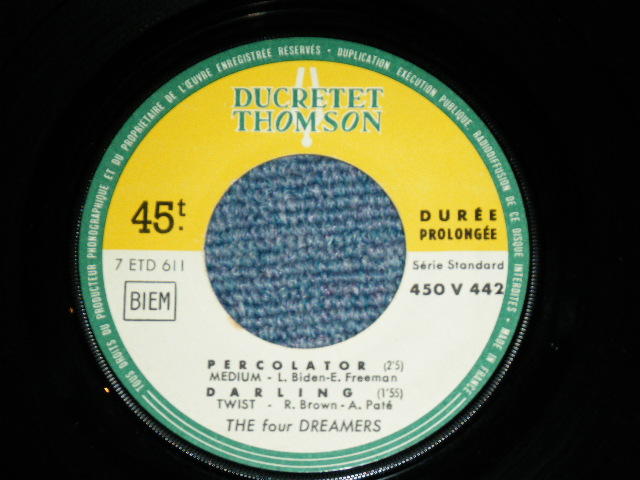 TOUS DROITS DU PRODUCTEUR PHONOGRAPHIQUE ET DU PROPRIETAIRE DE L'ŒUVRE ENREGISTRÉE RÉSERVÉS · DUPLICATION EXÉCUTION PUBLIQUE, RADIODIFFUSION DE CE DISQUE INTERDITES · MADE IN FRANCE
DUCRETET
THOMSON
45t.
DURÉE
PROLONGÉE
7 ETD 611
Série Standard
BIEM
450 V 442
PERCOLATOR (2'5)
MEDIUM - L. Biden-E. Freeman
DARLING (1'55)
TWIST - R. Brown - A. Paté
THE four DREAMERS